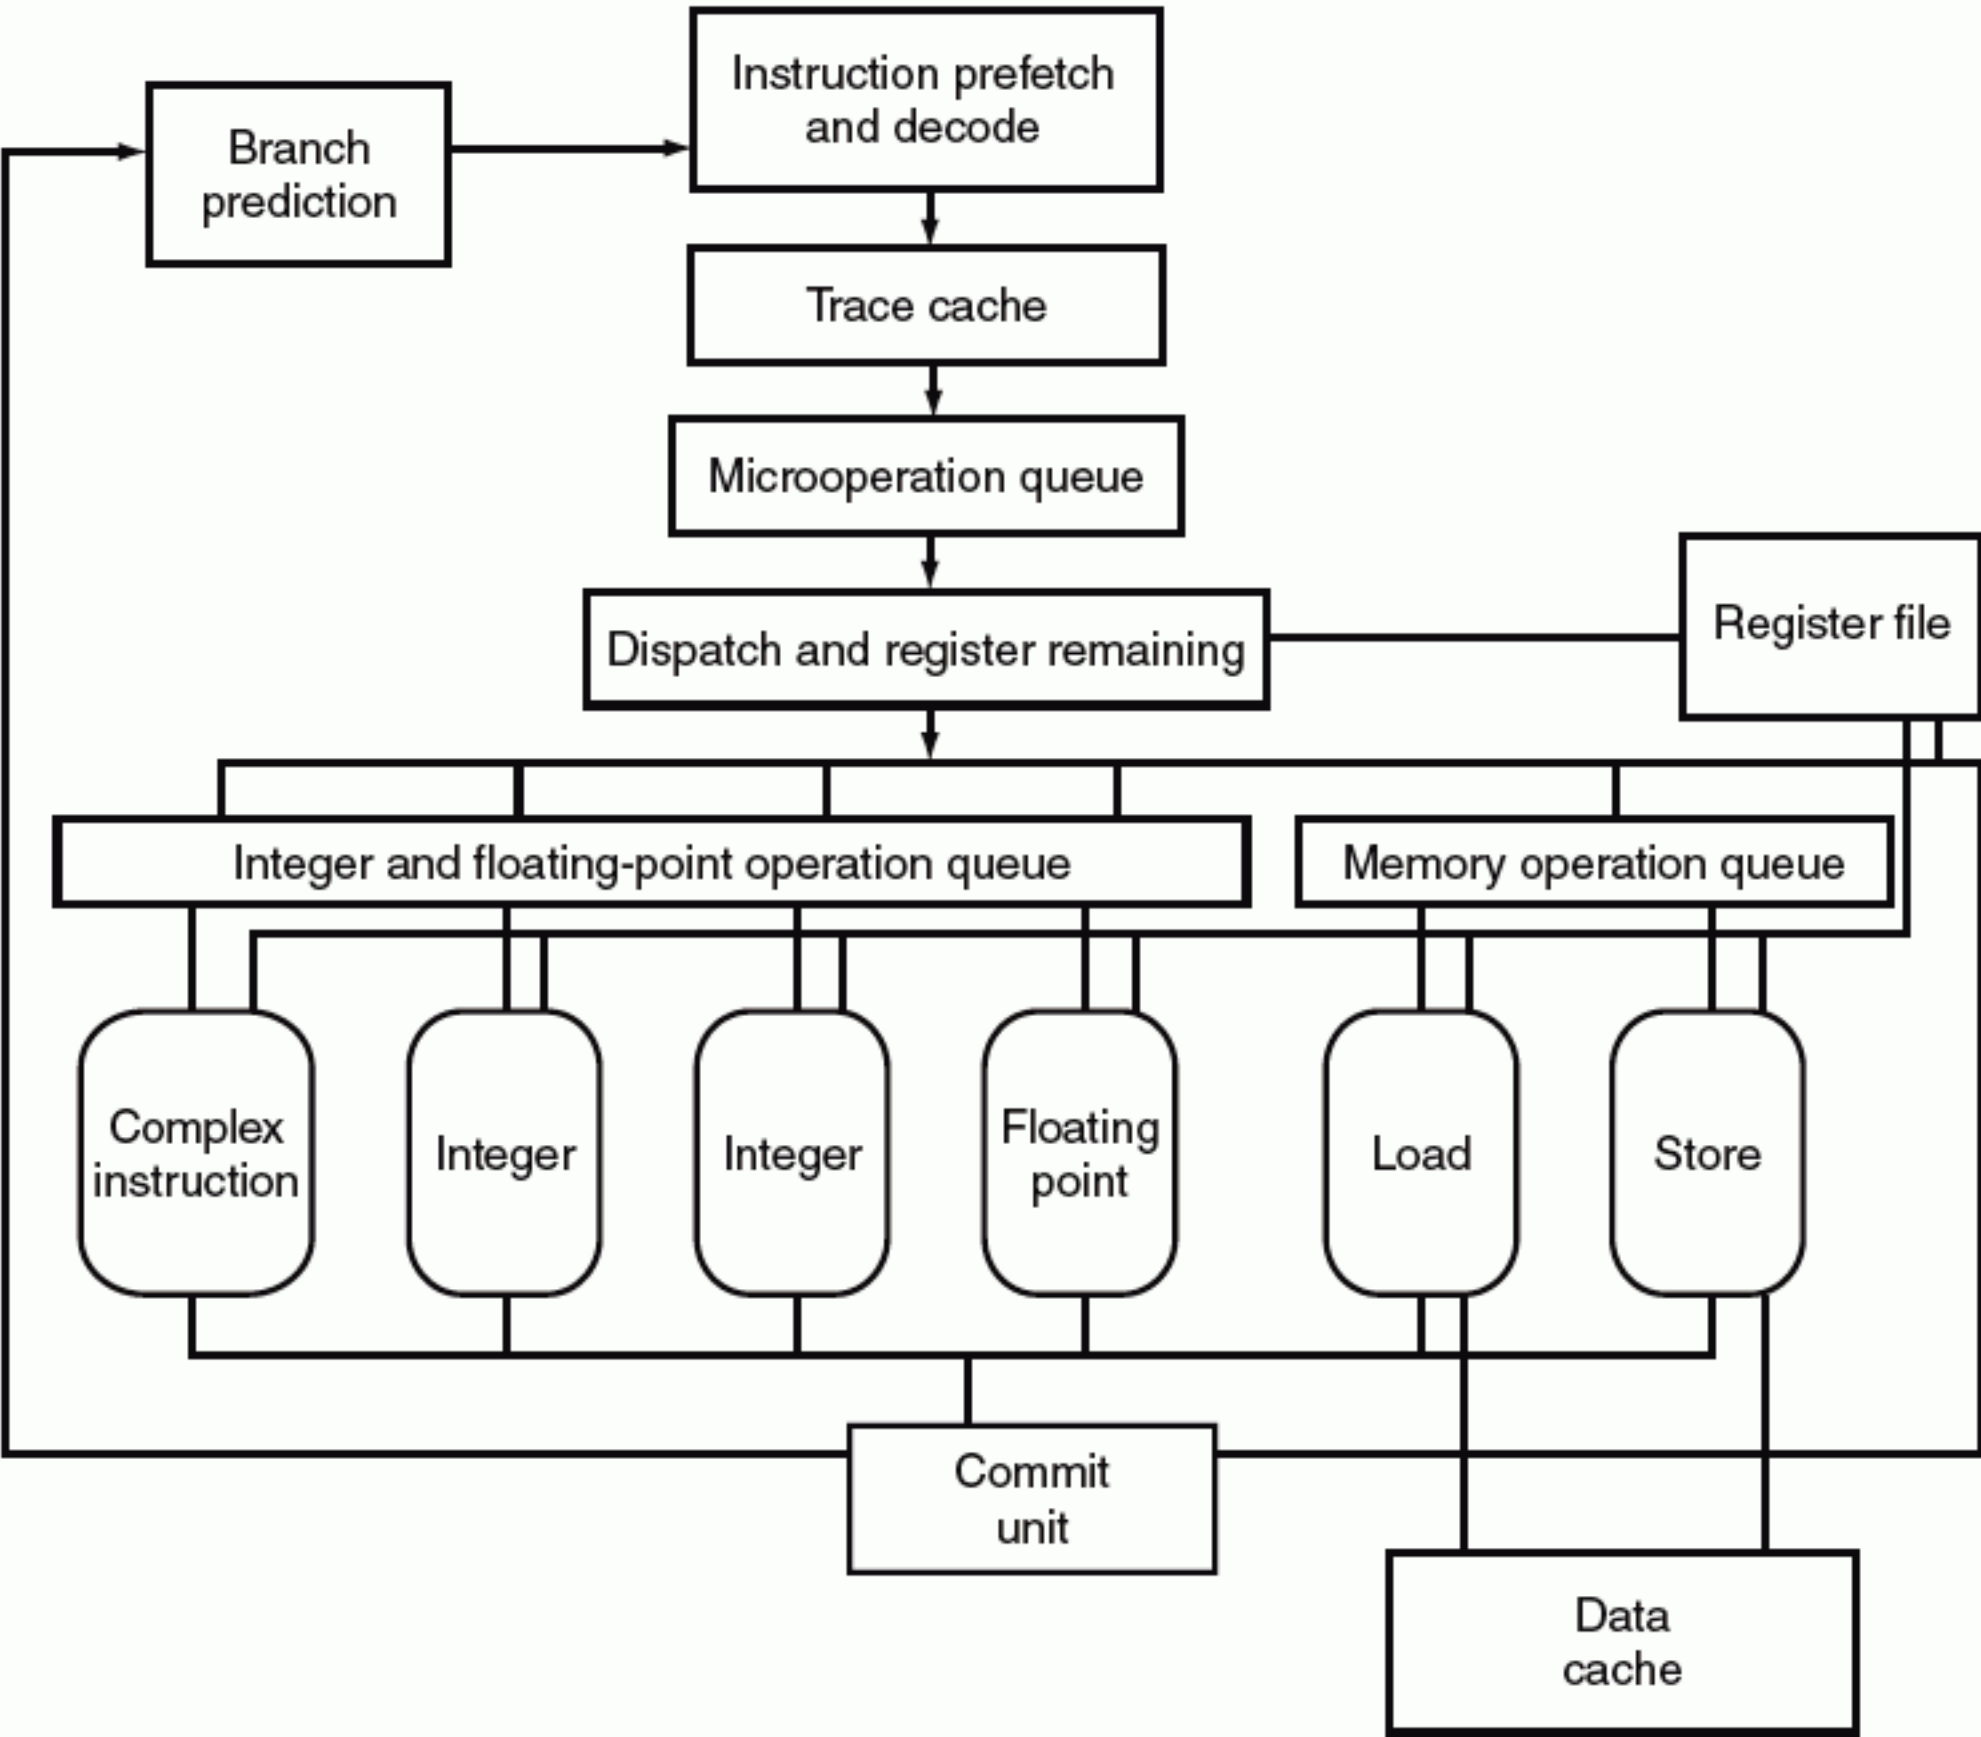 Instruction prefetch
and decode
Branch
prediction
Trace cache
Microoperation queue
Dispatch and register remaining
Register file
Integer and floating-point operation queue
Memory operation queue
Complex
instruction
Integer
Integer
Floating
point
Load
Store
Commit
unit
Data
cache